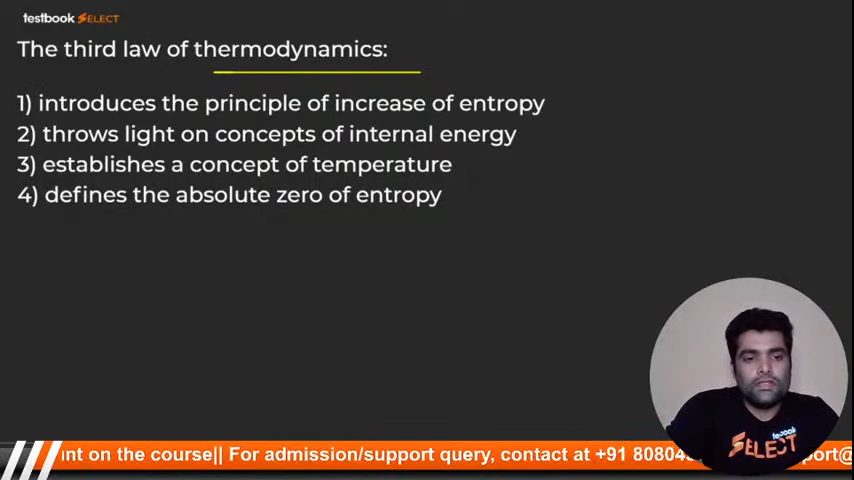 testbook SELECT
The third law of thermodynamics:
1) introduces the principle of increase of entropy
2) throws light on concepts of internal energy
3) establishes a concept of temperature
4) defines the absolute zero of entropy
testbook
SELECT
on the course|| For admission/support query, contact at +91